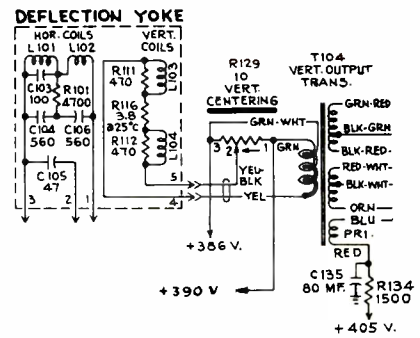 DEFLECTION YOKE
HOR. COILS
L101 L102
VERT.
COILS
C103
100
R101
4700
C104
560
C106
560
C105
47
3 2 1
R111
470
L103
R116
3.8
@25°C
R112
470
L104
5
4
R129
10
VERT.
CENTERING
GRN-WHT
3 2 1
GRN
YEL-
BLK
YEL
+386 V.
+390 V
T104
VERT. OUTPUT
TRANS.
GRN-RED
BLK-GRN
BLK-RED
RED-WHT
BLK-WHT
ORN
BLU
PRI.
RED
C135
80 MF.
R134
1500
+405 V.